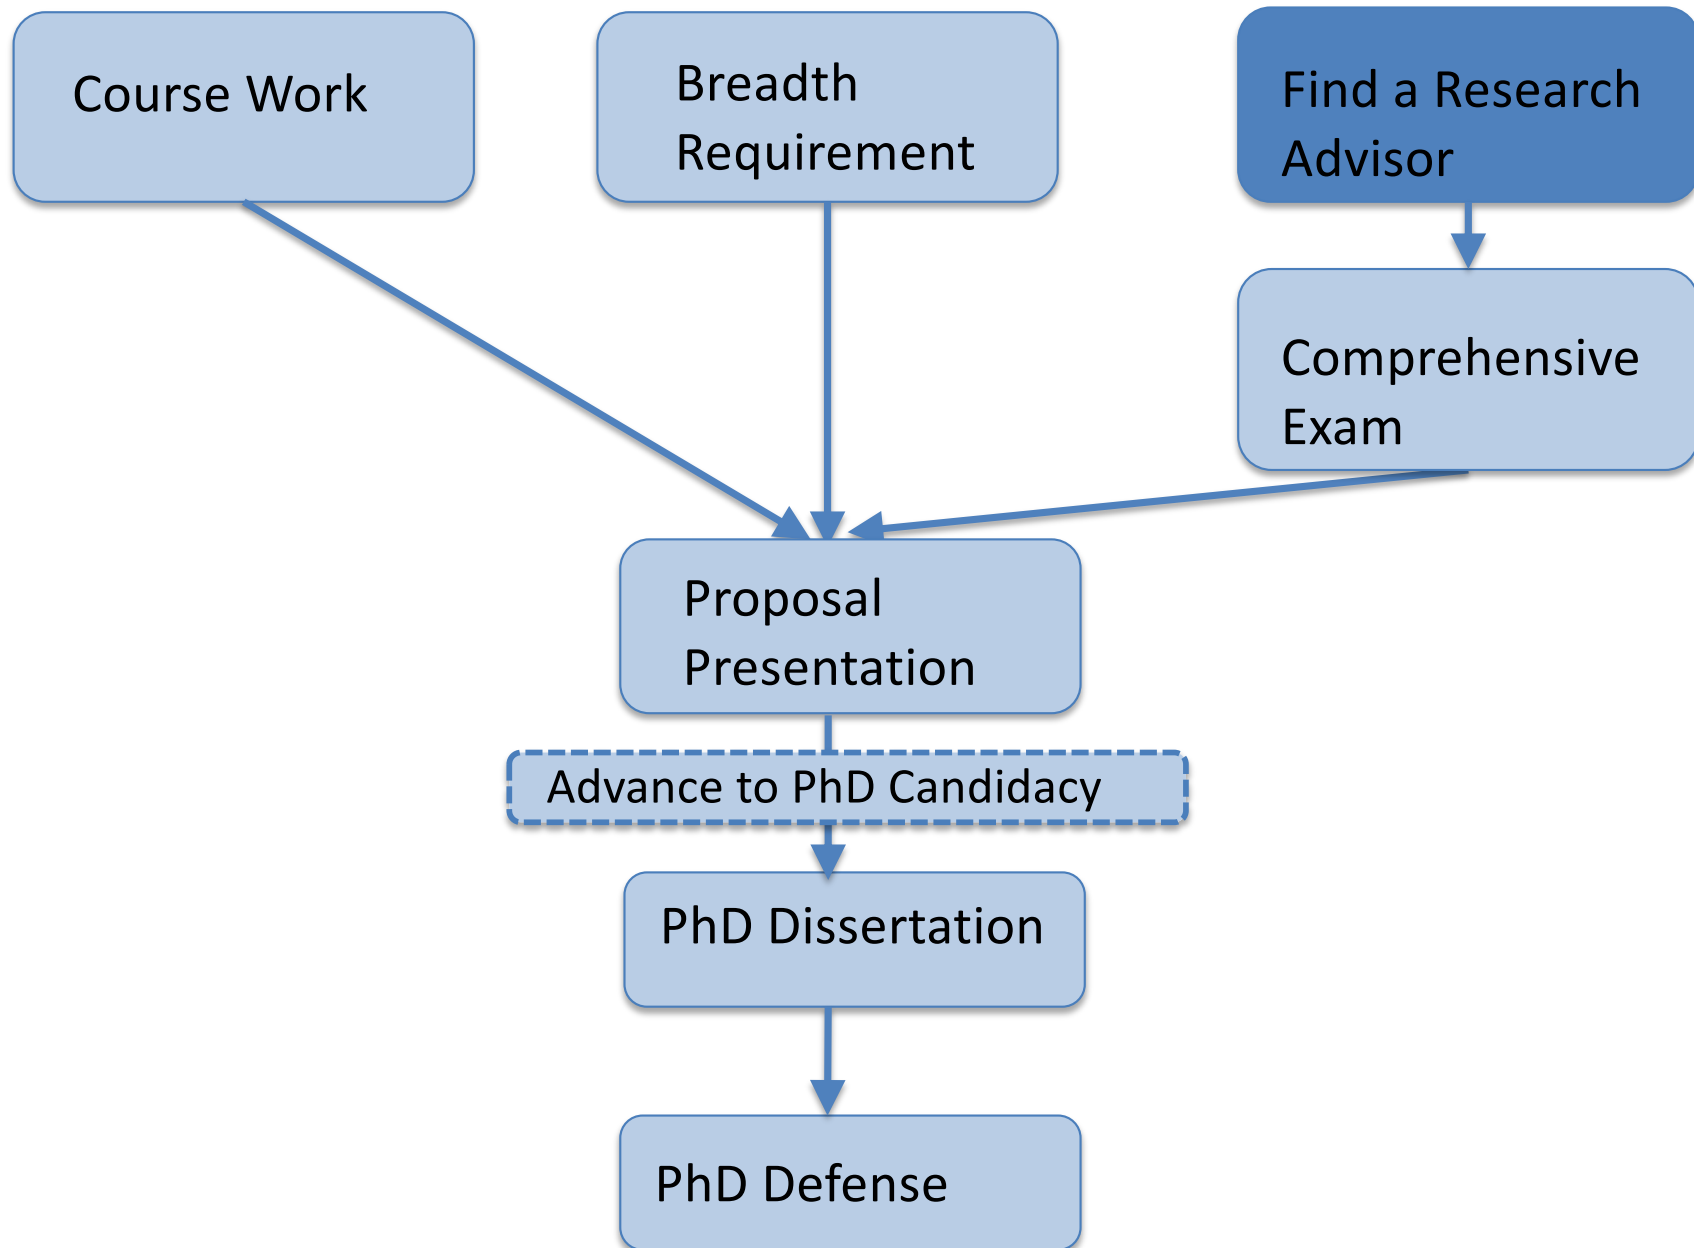 Course Work
Breadth
Requirement
Find a Research
Advisor
Comprehensive
Exam
Proposal
Presentation
Advance to PhD Candidacy
PhD Dissertation
PhD Defense